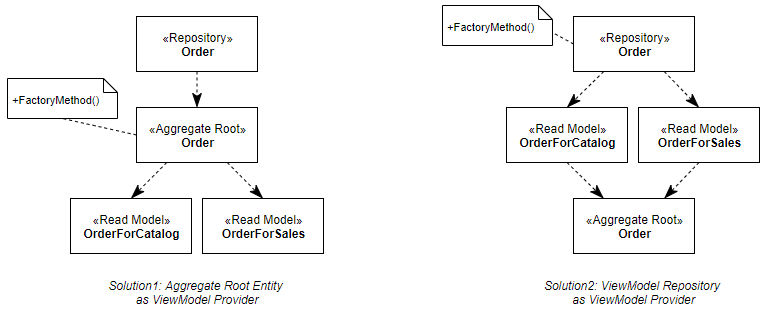 «Repository»
Order
+FactoryMethod()
«Aggregate Root»
Order
«Read Model»
OrderForCatalog
«Read Model»
OrderForSales
Solution1: Aggregate Root Entity
as ViewModel Provider
+FactoryMethod()
«Repository»
Order
«Read Model»
OrderForCatalog
«Read Model»
OrderForSales
«Aggregate Root»
Order
Solution2: ViewModel Repository
as ViewModel Provider